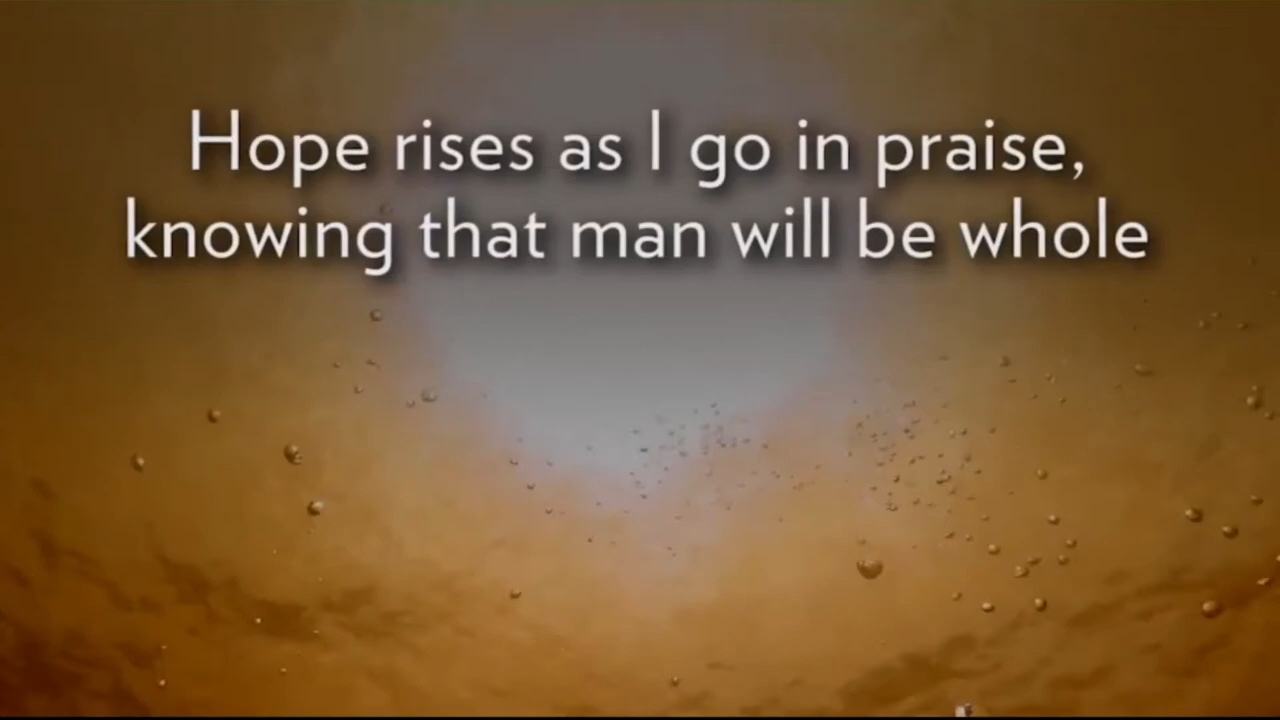 Hope rises as I go in praise,
knowing that man will be whole